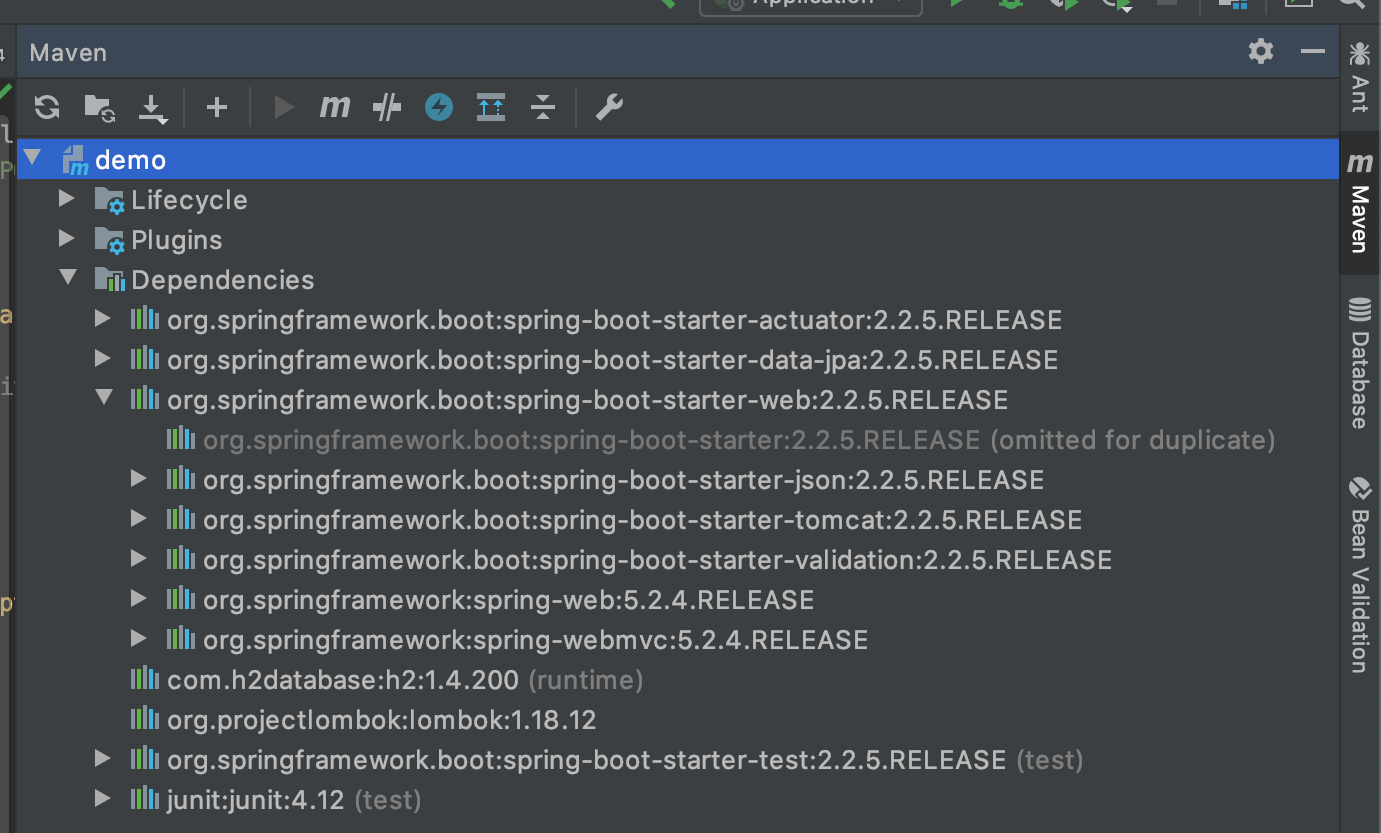 Application
Maven
demo
Lifecycle
Plugins
Dependencies
org.springframework.boot:spring-boot-starter-actuator:2.2.5.RELEASE
org.springframework.boot:spring-boot-starter-data-jpa:2.2.5.RELEASE
org.springframework.boot:spring-boot-starter-web:2.2.5.RELEASE
org.springframework.boot:spring-boot-starter:2.2.5.RELEASE (omitted for duplicate)
org.springframework.boot:spring-boot-starter-json:2.2.5.RELEASE
org.springframework.boot:spring-boot-starter-tomcat:2.2.5.RELEASE
org.springframework.boot:spring-boot-starter-validation:2.2.5.RELEASE
org.springframework:spring-web:5.2.4.RELEASE
org.springframework:spring-webmvc:5.2.4.RELEASE
com.h2database:h2:1.4.200 (runtime)
org.projectlombok:lombok:1.18.12
org.springframework.boot:spring-boot-starter-test:2.2.5.RELEASE (test)
junit:junit:4.12 (test)
Ant
Maven
Database
Bean Validation